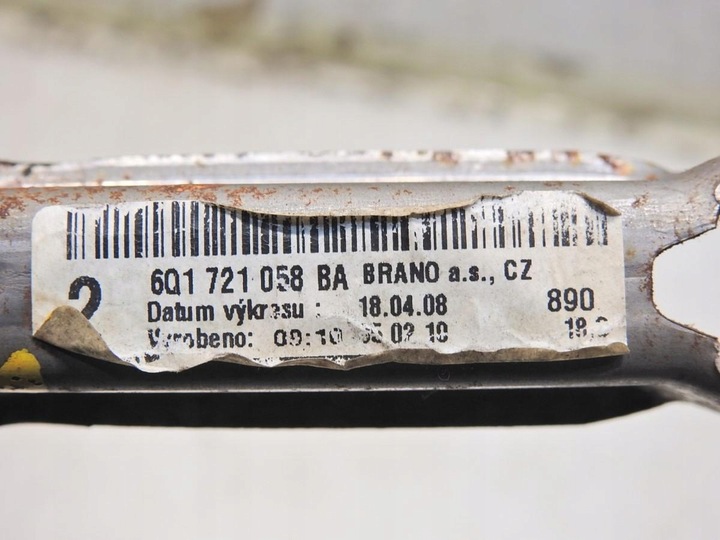 2
6Q1 721 058 BA BRANO a.s., CZ
Datum výkresu : 18.04.08 890
Vyrobeno: